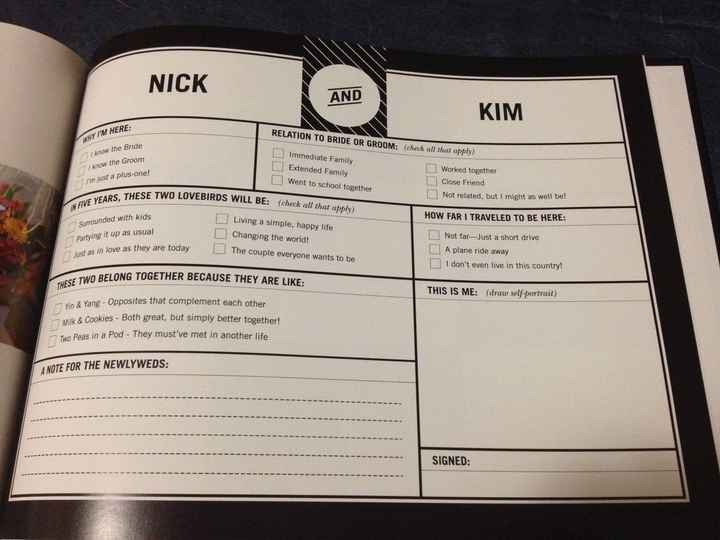 NICK
AND
KIM
WHY I'M HERE:
I know the Bride
I know the Groom
I'm just a plus-one!
RELATION TO BRIDE OR GROOM: (check all that apply)
Immediate Family
Extended Family
Went to school together
Worked together
Close Friend
Not related, but I might as well be!
IN FIVE YEARS, THESE TWO LOVEBIRDS WILL BE: (check all that apply)
Surrounded with kids
Partying it up as usual
Just as in love as they are today
Living a simple, happy life
Changing the world!
The couple everyone wants to be
HOW FAR I TRAVELED TO BE HERE:
Not far—Just a short drive
A plane ride away
I don't even live in this country!
THESE TWO BELONG TOGETHER BECAUSE THEY ARE LIKE:
Yin & Yang - Opposites that complement each other
Milk & Cookies - Both great, but simply better together!
Two Peas in a Pod - They must've met in another life
THIS IS ME: (draw self-portrait)
A NOTE FOR THE NEWLYWEDS:
SIGNED: